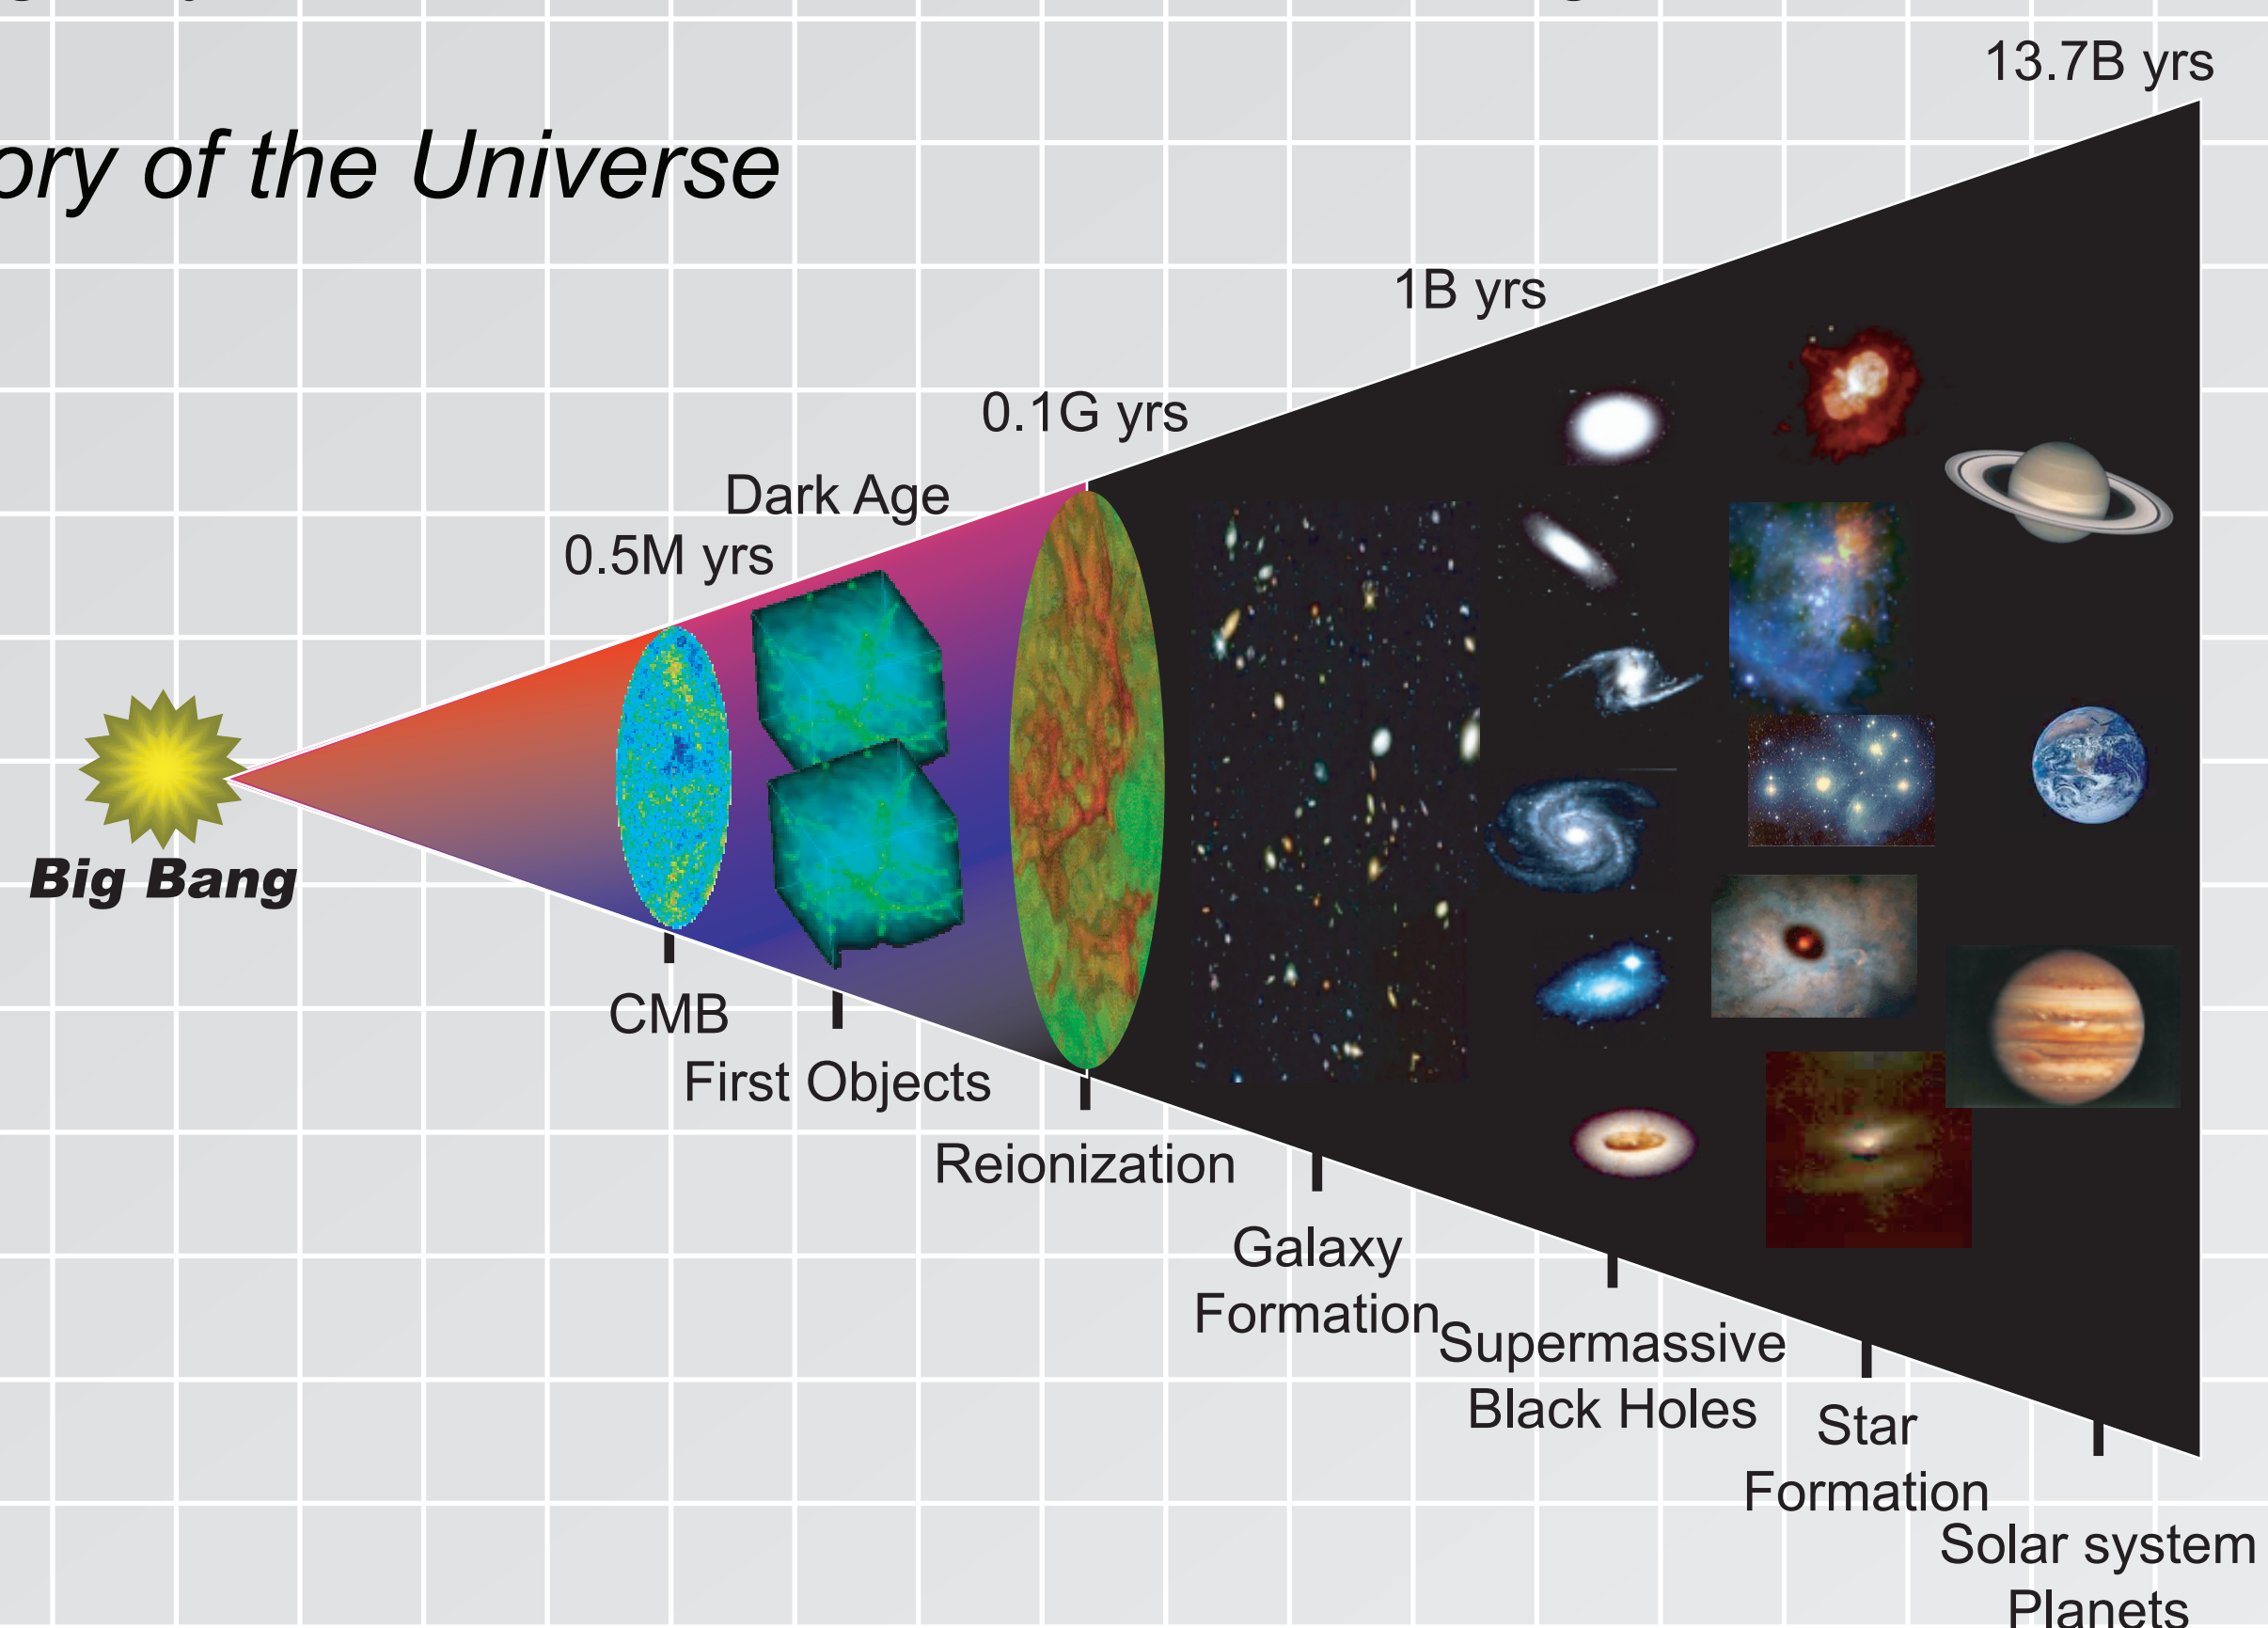 ory of the Universe
13.7B yrs
1B yrs
0.1G yrs
Dark Age
0.5M yrs
Big Bang
CMB
First Objects
Reionization
Galaxy
Formation
Supermassive
Black Holes
Star
Formation
Solar system
Planets